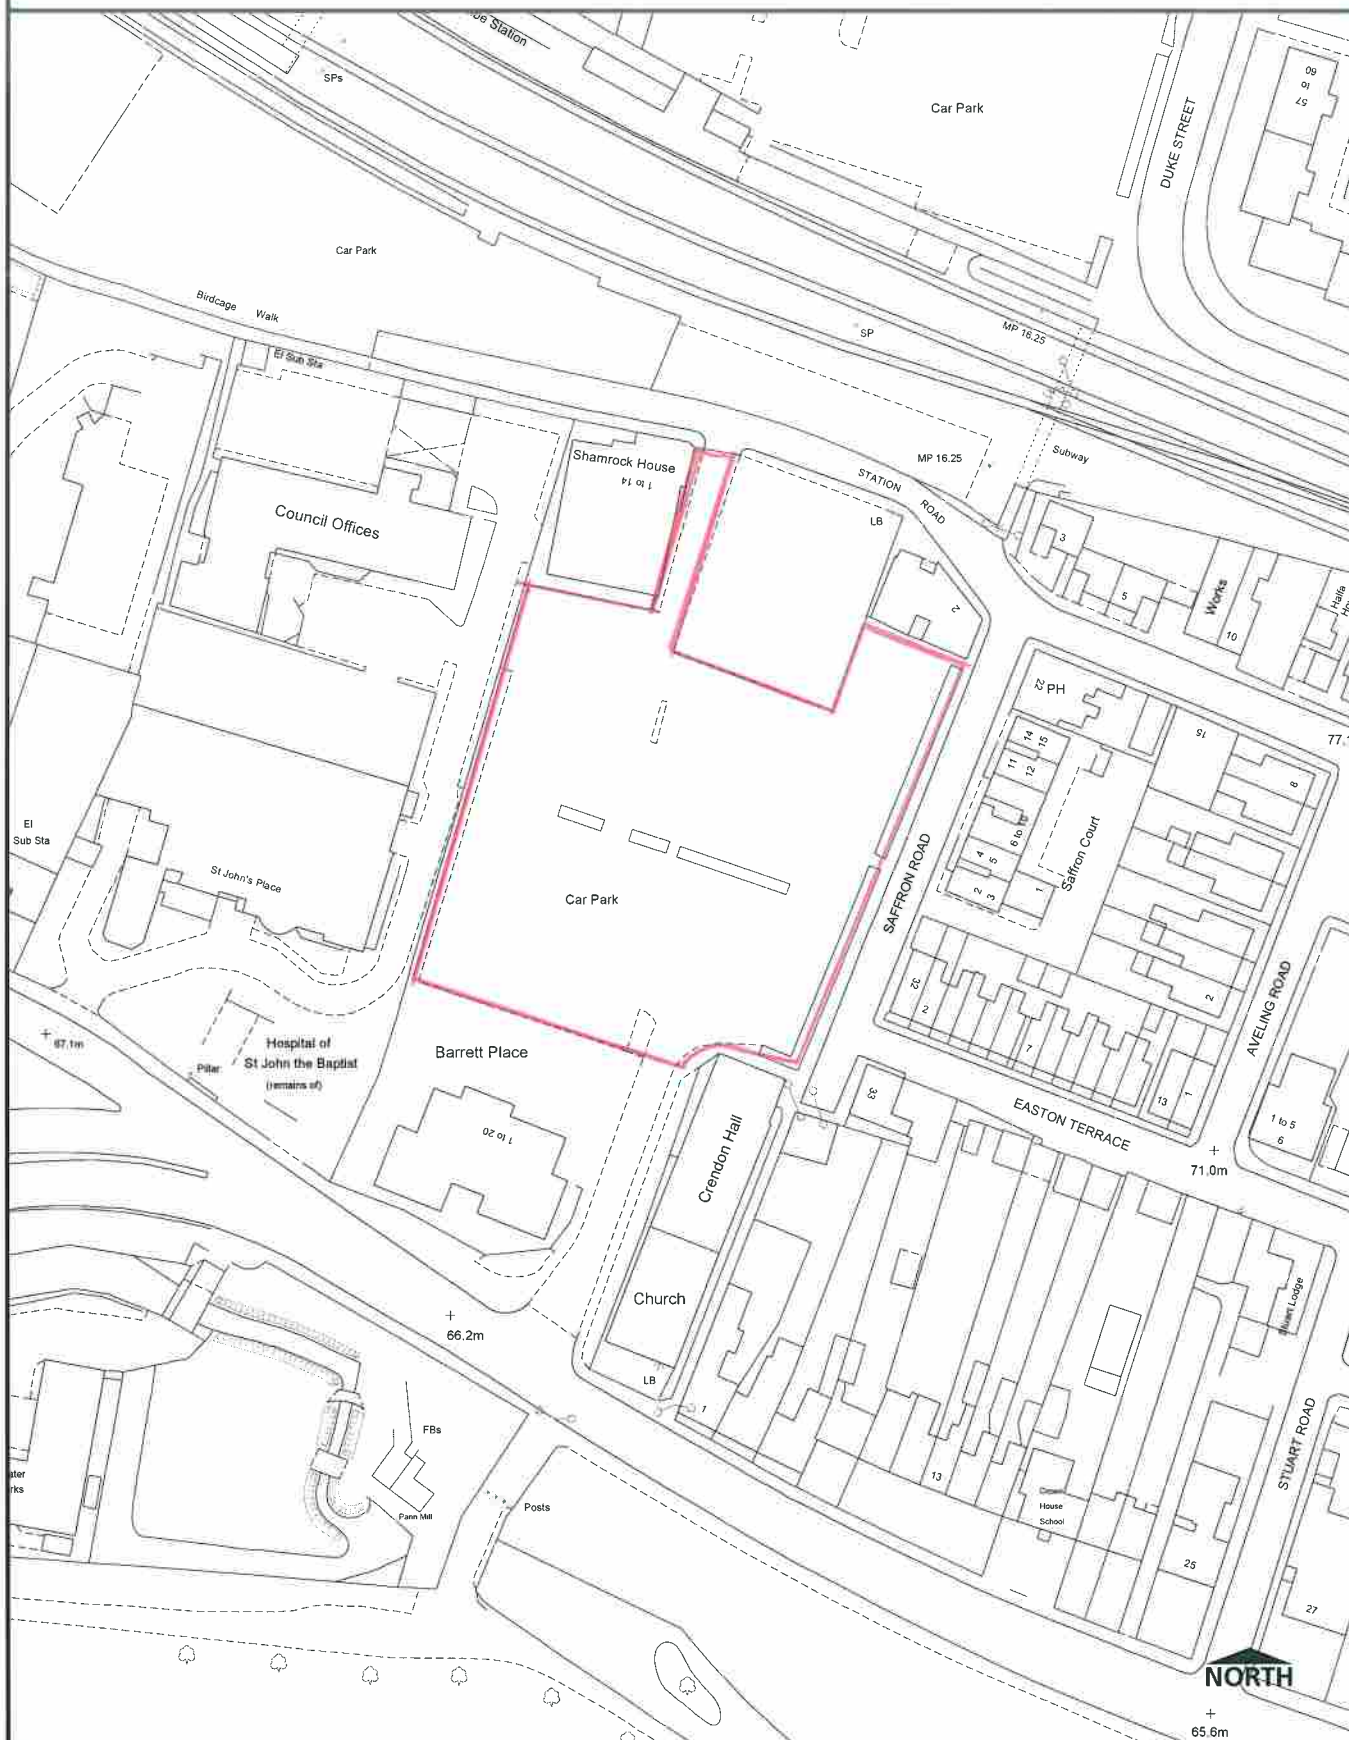 Station
SPs
Car Park
DUKE STREET
57
to
60
Car Park
Birdcage Walk
El Sub Sta
SP
MP 16.25
Subway
MP 16.25
STATION ROAD
Shamrock House
1 to 14
LB
Council Offices
2
3
5
Works
10
22
PH
14
15
11
12
6 to 10
4
5
2
3
1
Saffron Court
15
8
El
Sub Sta
St John's Place
Car Park
SAFFRON ROAD
32
2
7
2
13
1
AVELING ROAD
67.1m
Pillar
Hospital of
St John the Baptist
(remains of)
Barrett Place
1 to 20
Crendon Hall
33
EASTON TERRACE
71.0m
1 to 5
6
Church
LB
1
66.2m
Stuart Lodge
STUART ROAD
FBs
Pann Mill
Posts
13
House
School
25
27
NORTH
65.6m